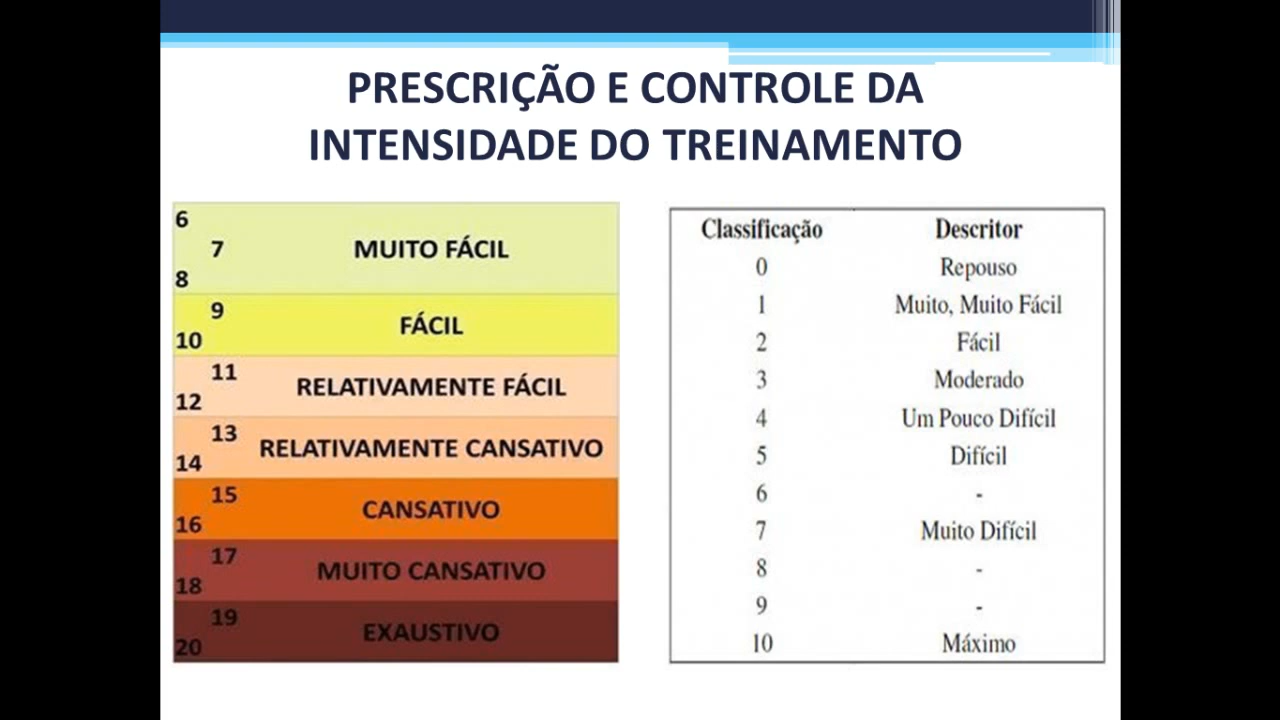 PRESCRIÇÃO E CONTROLE DA
INTENSIDADE DO TREINAMENTO
6
7 MUITO FÁCIL
8
9
FÁCIL
10
11
RELATIVAMENTE FÁCIL
12
13
RELATIVAMENTE CANSATIVO
14
15
CANSATIVO
16
17
MUITO CANSATIVO
18
19
EXAUSTIVO
20
Classificação Descritor
0 Repouso
1 Muito, Muito Fácil
2 Fácil
3 Moderado
4 Um Pouco Difícil
5 Difícil
6 -
7 Muito Difícil
8 -
9 -
10 Máximo